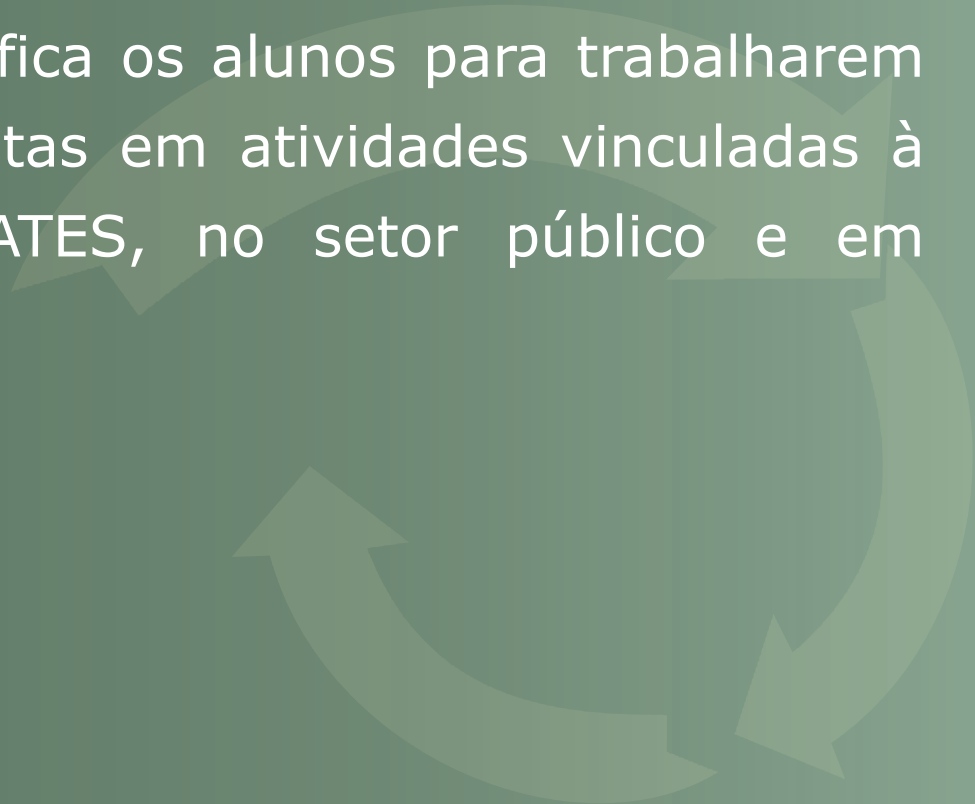 fica os alunos para trabalharem
tas em atividades vinculadas à
ATES, no setor público e em